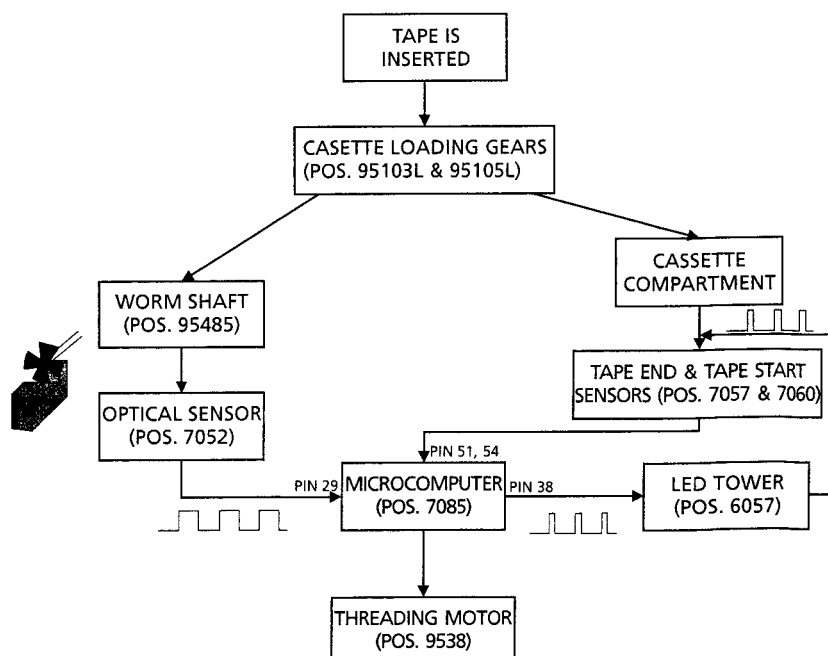 TAPE IS
INSERTED
CASETTE LOADING GEARS
(POS. 95103L & 95105L)
CASSETTE
COMPARTMENT
WORM SHAFT
(POS. 95485)
TAPE END & TAPE START
SENSORS (POS. 7057 & 7060)
OPTICAL SENSOR
(POS. 7052)
PIN 51, 54
PIN 29
MICROCOMPUTER
(POS. 7085)
PIN 38
LED TOWER
(POS. 6057)
THREADING MOTOR
(POS. 9538)